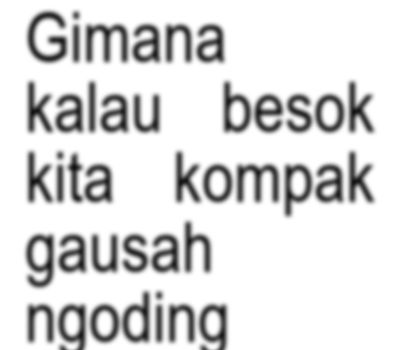 Gimana
kalau besok
kita kompak
gausah
ngoding